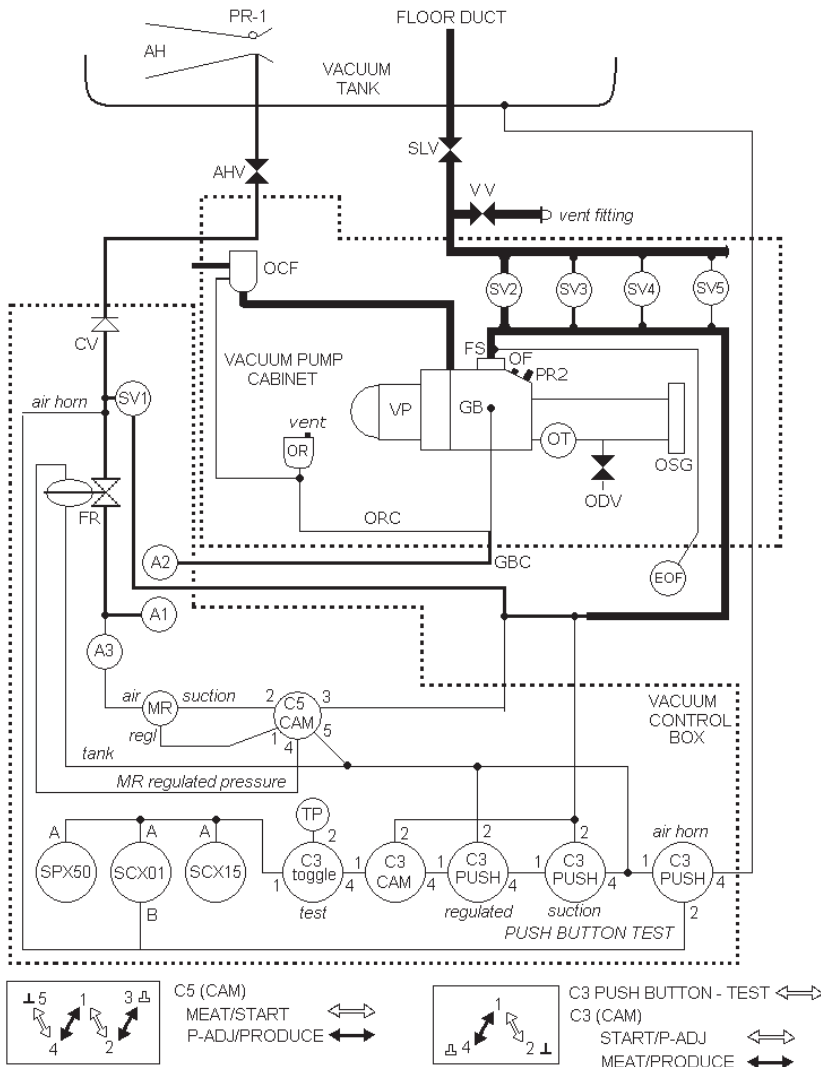 PR-1
FLOOR DUCT
AH
VACUUM
TANK
SLV
AHV
V V
vent fitting
OCF
SV2
SV3
SV4
SV5
CV
VACUUM PUMP
CABINET
FS
OF
PR2
air horn
SV1
vent
VP
GB
OR
OT
OSG
ODV
FR
ORC
A2
GBC
EOF
A1
A3
air
suction
2
C5
CAM
3
VACUUM
CONTROL
BOX
MR
regl
1
4
5
tank
MR regulated pressure
TP
air horn
A
A
A
2
2
2
2
SPX50
SCX01
SCX15
1
C3
toggle
4
1
C3
CAM
4
1
C3
PUSH
4
1
C3
PUSH
4
1
C3
PUSH
4
B
test
regulated
suction
2
PUSH BUTTON TEST
5
1
3
4
2
C5 (CAM)
MEAT/START
P-ADJ/PRODUCE
1
4
2
C3 PUSH BUTTON - TEST
C3 (CAM)
START/P-ADJ
MEAT/PRODUCE